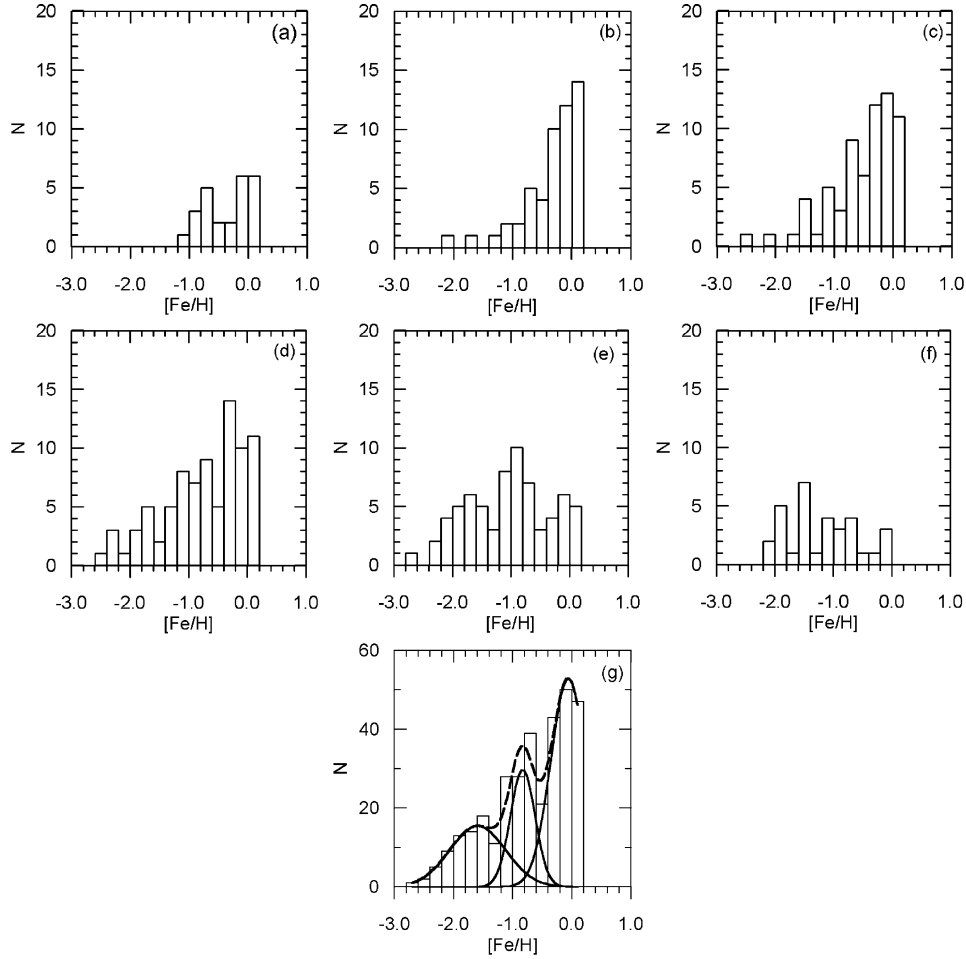 20 (a) 20 (b) 20 (c)
15 15 15
N 10 N 10 N 10
5 5 5
0 0 0
-3.0 -2.0 -1.0 0.0 1.0 -3.0 -2.0 -1.0 0.0 1.0 -3.0 -2.0 -1.0 0.0 1.0
[Fe/H] [Fe/H] [Fe/H]
20 (d) 20 (e) 20 (f)
15 15 15
N 10 N 10 N 10
5 5 5
0 0 0
-3.0 -2.0 -1.0 0.0 1.0 -3.0 -2.0 -1.0 0.0 1.0 -3.0 -2.0 -1.0 0.0 1.0
[Fe/H] [Fe/H] [Fe/H]
60 (g)
40
N
20
0
-3.0 -2.0 -1.0 0.0 1.0
[Fe/H]